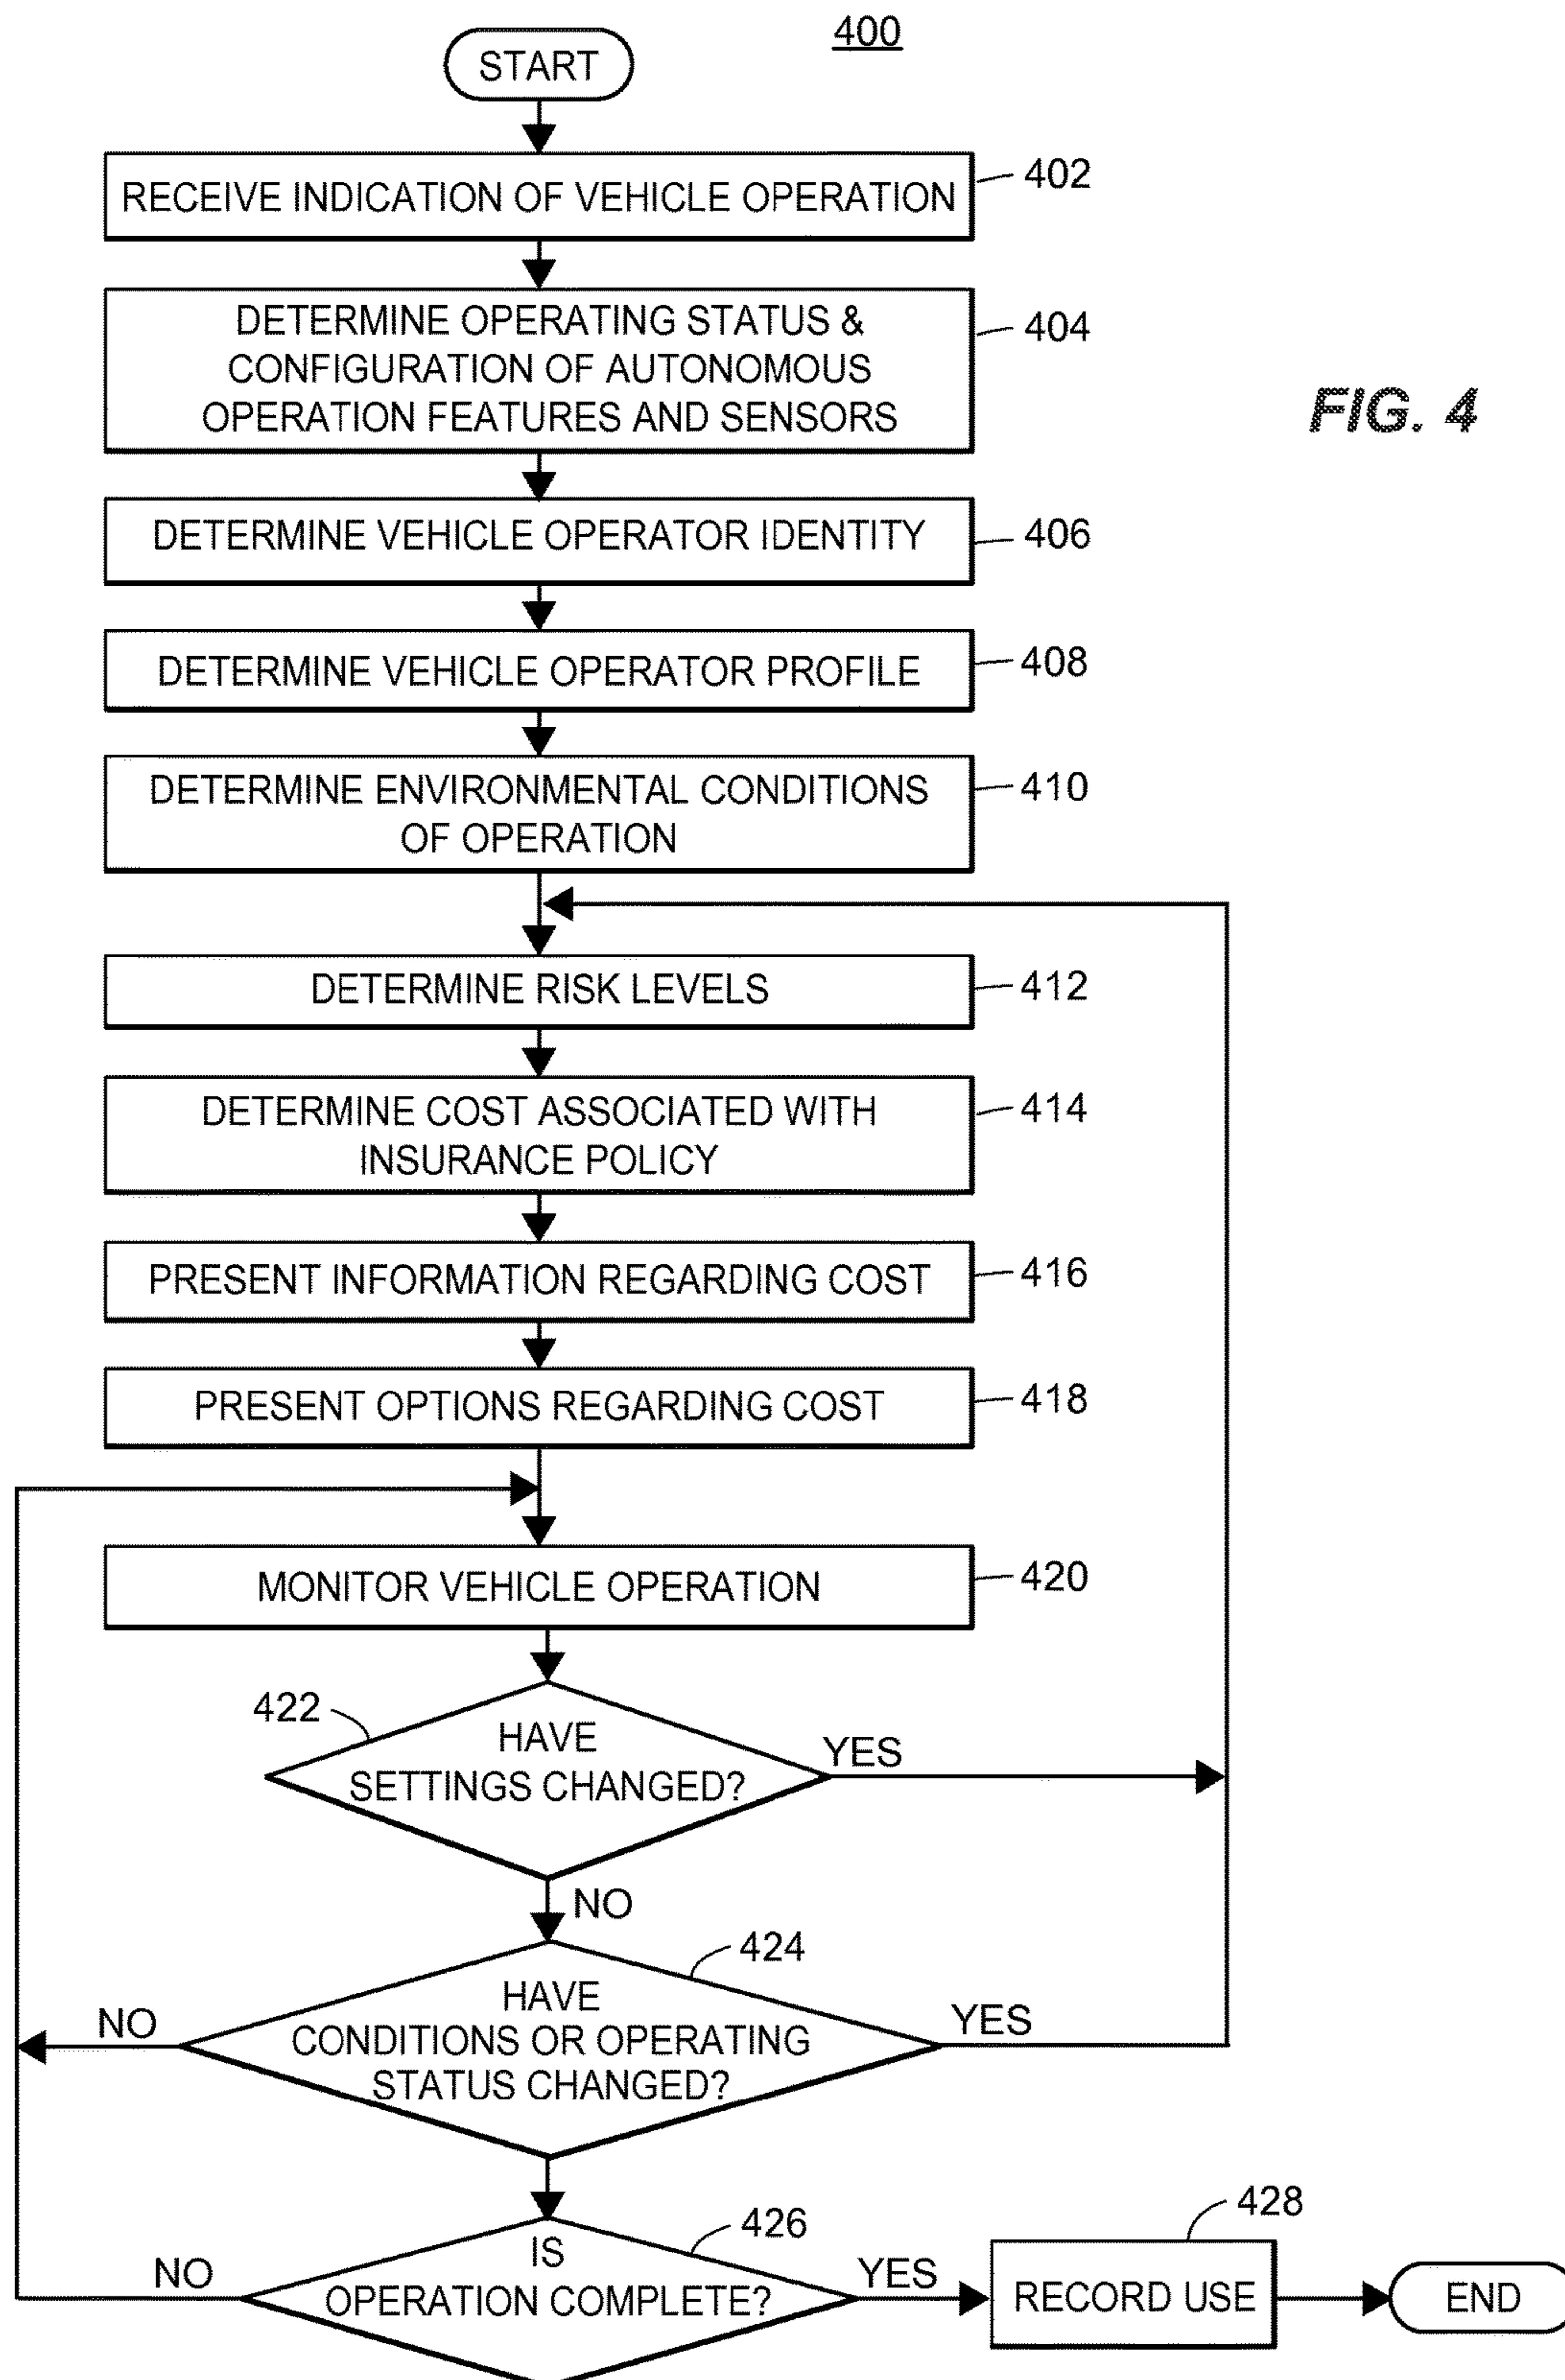 400
START
RECEIVE INDICATION OF VEHICLE OPERATION
402
DETERMINE OPERATING STATUS &
CONFIGURATION OF AUTONOMOUS
OPERATION FEATURES AND SENSORS
404
FIG. 4
DETERMINE VEHICLE OPERATOR IDENTITY
406
DETERMINE VEHICLE OPERATOR PROFILE
408
DETERMINE ENVIRONMENTAL CONDITIONS
OF OPERATION
410
DETERMINE RISK LEVELS
412
DETERMINE COST ASSOCIATED WITH
INSURANCE POLICY
414
PRESENT INFORMATION REGARDING COST
416
PRESENT OPTIONS REGARDING COST
418
MONITOR VEHICLE OPERATION
420
422
HAVE
SETTINGS CHANGED?
YES
NO
424
HAVE
CONDITIONS OR OPERATING
STATUS CHANGED?
NO
YES
426
IS
OPERATION COMPLETE?
NO
YES
428
RECORD USE
END